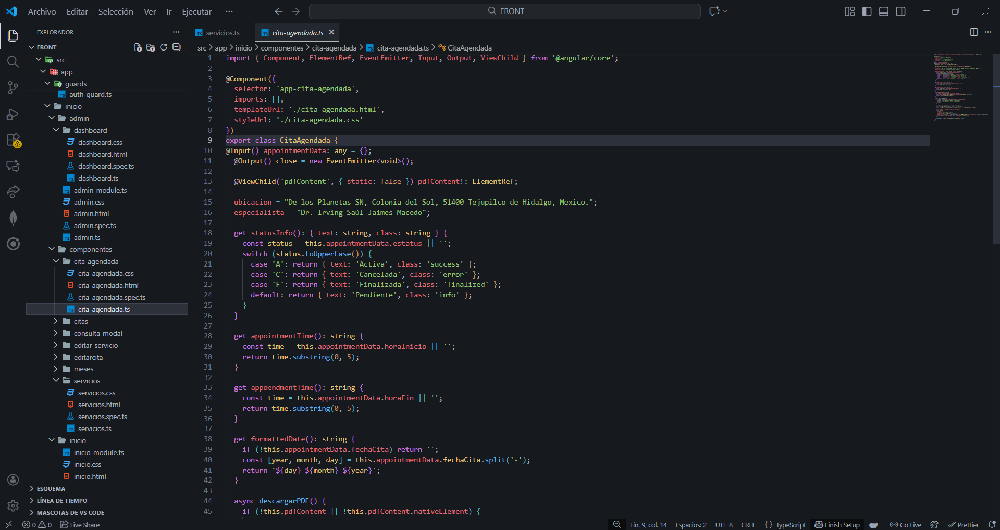 Archivo Editar Selección Ver Ir Ejecutar ···
FRONT
EXPLORADOR
FRONT
src
app
guards
auth-guard.ts
inicio
admin
dashboard
dashboard.css
dashboard.html
dashboard.spec.ts
dashboard.ts
admin-module.ts
admin.css
admin.html
admin.spec.ts
admin.ts
componentes
cita-agendada
cita-agendada.css
cita-agendada.html
cita-agendada.spec.ts
cita-agendada.ts
citas
consulta-modal
editar-servicio
editarcita
meses
servicios
servicios.css
servicios.html
servicios.spec.ts
servicios.ts
inicio
inicio-module.ts
inicio.css
inicio.html
ESQUEMA
LÍNEA DE TIEMPO
MASCOTAS DE VS CODE
servicios.ts cita-agendada.ts
src > app > inicio > componentes > cita-agendada > cita-agendada.ts > CitaAgendada
1 import { Component, ElementRef, EventEmitter, Input, Output, ViewChild } from '@angular/core';
2
3 @Component({
4   selector: 'app-cita-agendada',
5   imports: [],
6   templateUrl: './cita-agendada.html',
7   styleUrl: './cita-agendada.css'
8 })
9 export class CitaAgendada {
10 @Input() appointmentData: any = {};
11   @Output() close = new EventEmitter<void>();
12
13   @ViewChild('pdfContent', { static: false }) pdfContent!: ElementRef;
14
15   ubicacion = "De los Planetas SN, Colonia del Sol, 51400 Tejupilco de Hidalgo, Mexico.";
16   especialista = "Dr. Irving Saúl Jaimes Macedo";
17
18   get statusInfo(): { text: string, class: string } {
19     const status = this.appointmentData.estatus || '';
20     switch (status.toUpperCase()) {
21       case 'A': return { text: 'Activa', class: 'success' };
22       case 'C': return { text: 'Cancelada', class: 'error' };
23       case 'F': return { text: 'Finalizada', class: 'finalized' };
24       default: return { text: 'Pendiente', class: 'info' };
25     }
26   }
27
28   get appointmentTime(): string {
29     const time = this.appointmentData.horaInicio || '';
30     return time.substring(0, 5);
31   }
32
33   get appoendmentTime(): string {
34     const time = this.appointmentData.horaFin || '';
35     return time.substring(0, 5);
36   }
37
38   get formattedDate(): string {
39     if (!this.appointmentData.fechaCita) return '';
40     const [year, month, day] = this.appointmentData.fechaCita.split('-');
41     return `${day}-${month}-${year}`;
42   }
43
44   async descargarPDF() {
45     if (!this.pdfContent || !this.pdfContent.nativeElement) {
0 0 Live Share
Lín. 9, col. 14 Espacios: 2 UTF-8 CRLF { } TypeScript Finish Setup Go Live Prettier